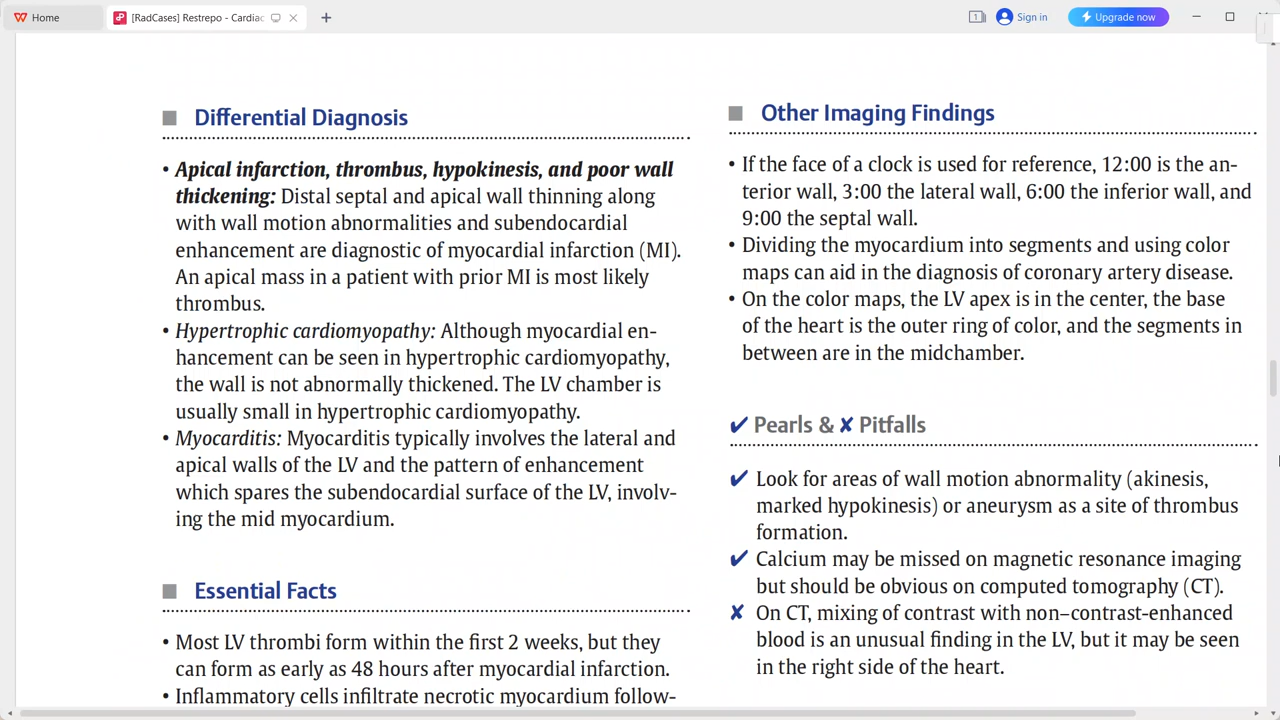 Home
[RadCases] Restrepo - Cardiac
1
Sign in
Upgrade now
Differential Diagnosis
• Apical infarction, thrombus, hypokinesis, and poor wall
thickening: Distal septal and apical wall thinning along
with wall motion abnormalities and subendocardial
enhancement are diagnostic of myocardial infarction (MI).
An apical mass in a patient with prior MI is most likely
thrombus.
• Hypertrophic cardiomyopathy: Although myocardial en-
hancement can be seen in hypertrophic cardiomyopathy,
the wall is not abnormally thickened. The LV chamber is
usually small in hypertrophic cardiomyopathy.
• Myocarditis: Myocarditis typically involves the lateral and
apical walls of the LV and the pattern of enhancement
which spares the subendocardial surface of the LV, involv-
ing the mid myocardium.
Essential Facts
• Most LV thrombi form within the first 2 weeks, but they
can form as early as 48 hours after myocardial infarction.
• Inflammatory cells infiltrate necrotic myocardium follow-
Other Imaging Findings
• If the face of a clock is used for reference, 12:00 is the an-
terior wall, 3:00 the lateral wall, 6:00 the inferior wall, and
9:00 the septal wall.
• Dividing the myocardium into segments and using color
maps can aid in the diagnosis of coronary artery disease.
• On the color maps, the LV apex is in the center, the base
of the heart is the outer ring of color, and the segments in
between are in the midchamber.
✔ Pearls & ✘ Pitfalls
✔ Look for areas of wall motion abnormality (akinesis,
marked hypokinesis) or aneurysm as a site of thrombus
formation.
✔ Calcium may be missed on magnetic resonance imaging
but should be obvious on computed tomography (CT).
✘ On CT, mixing of contrast with non–contrast-enhanced
blood is an unusual finding in the LV, but it may be seen
in the right side of the heart.